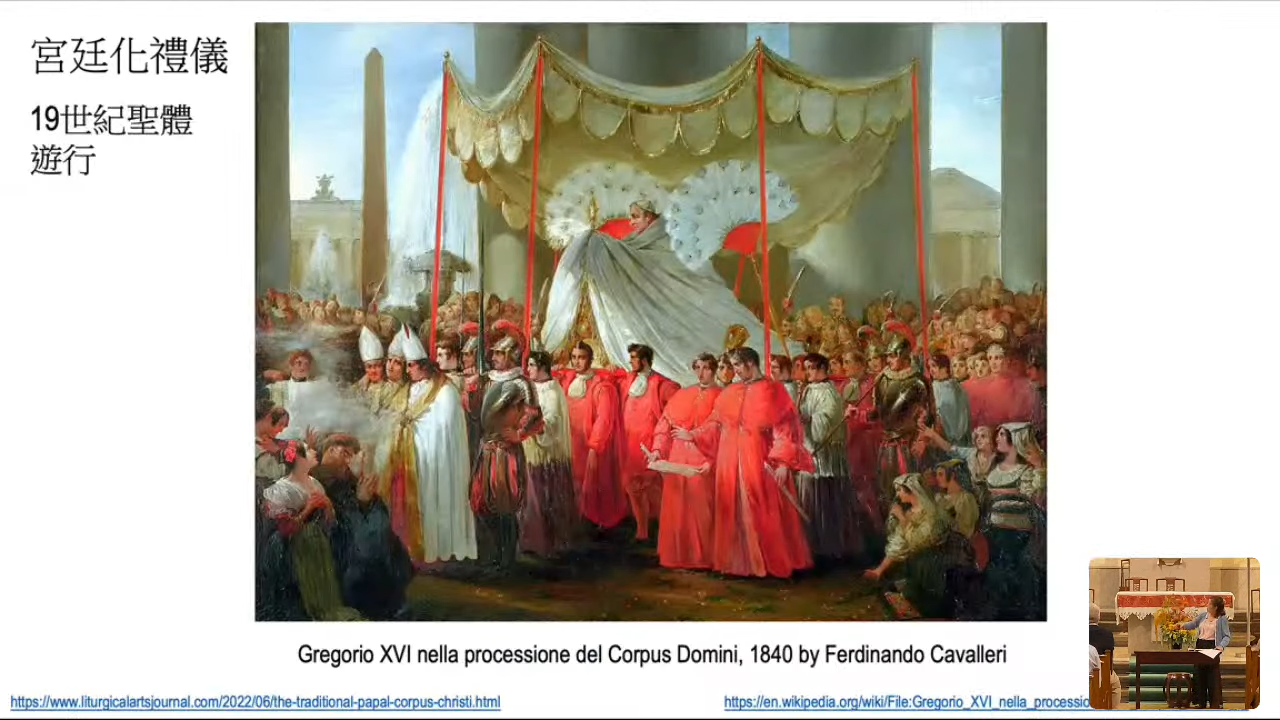 宮廷化禮儀
19世紀聖體
遊行
Gregorio XVI nella processione del Corpus Domini, 1840 by Ferdinando Cavalleri
https://www.liturgicalartsjournal.com/2022/06/the-traditional-papal-corpus-christi.html
https://en.wikipedia.org/wiki/File:Gregorio_XVI_nella_processio